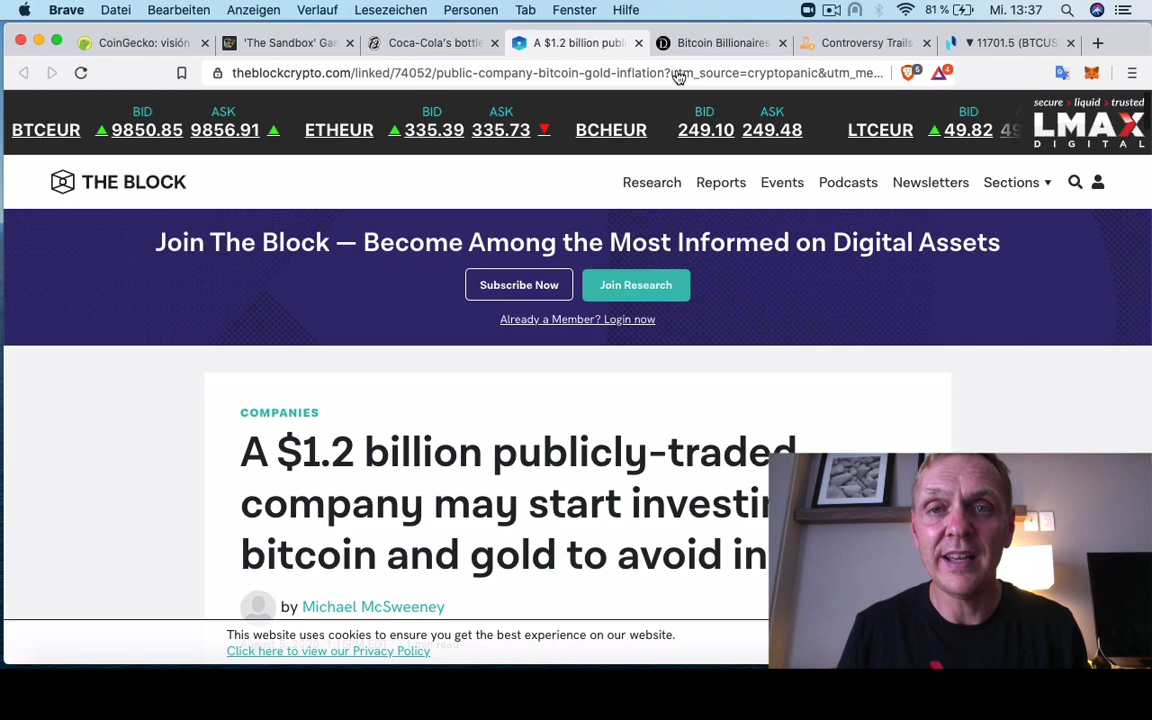 Brave Datei Bearbeiten Anzeigen Verlauf Lesezeichen Personen Tab Fenster Hilfe 81 % Mi. 13:37
CoinGecko: visión 'The Sandbox' Gar Coca-Cola's bottle A $1.2 billion publi Bitcoin Billionaires Controversy Trails 11701.5 (BTCUS
theblockcrypto.com/linked/74052/public-company-bitcoin-gold-inflation?utm_source=cryptopanic&utm_me... 5 4
BID ASK BID ASK BID ASK BID secure liquid trusted
BTCEUR 9850.85 9856.91 ETHEUR 335.39 335.73 BCHEUR 249.10 249.48 LTCEUR 49.82 LMAX
DIGITAL
THE BLOCK Research Reports Events Podcasts Newsletters Sections
Join The Block — Become Among the Most Informed on Digital Assets
Subscribe Now Join Research
Already a Member? Login now
COMPANIES
A $1.2 billion publicly-traded
company may start investin
bitcoin and gold to avoid in
by Michael McSweeney
This website uses cookies to ensure you get the best experience on our website.
Click here to view our Privacy Policy